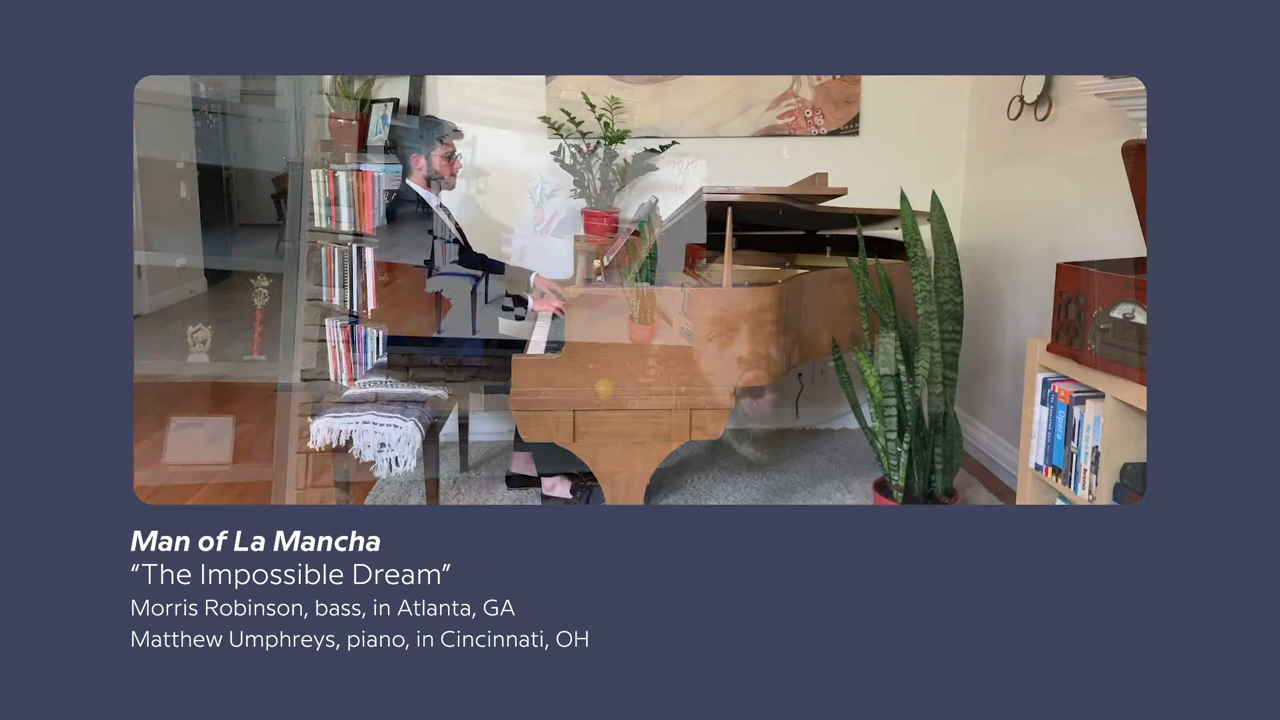 Opera
Man of La Mancha
“The Impossible Dream”
Morris Robinson, bass, in Atlanta, GA
Matthew Umphreys, piano, in Cincinnati, OH